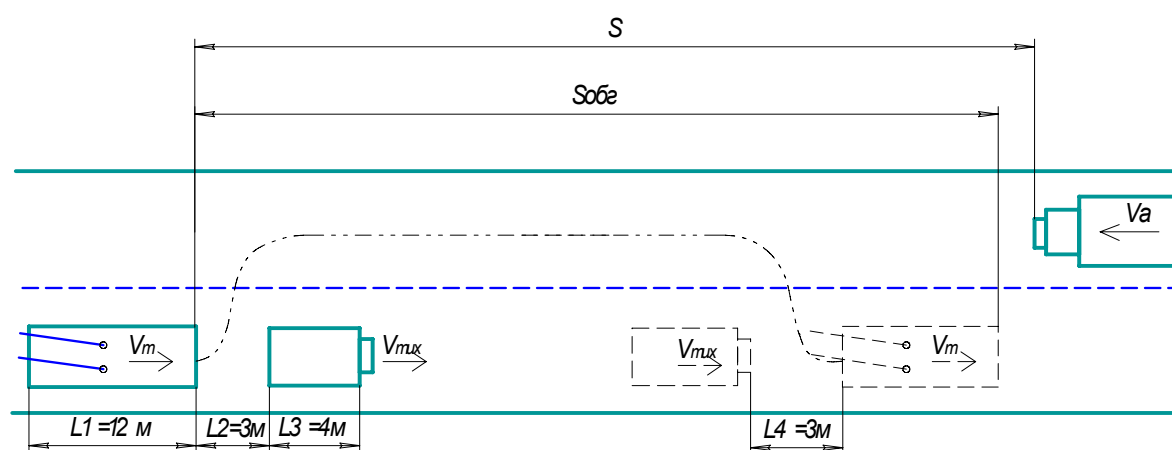 S
Sобг
Va
Vт
Vтих
Vтих
Vт
L1 =12 м
L2=3м
L3 =4м
L4 =3м